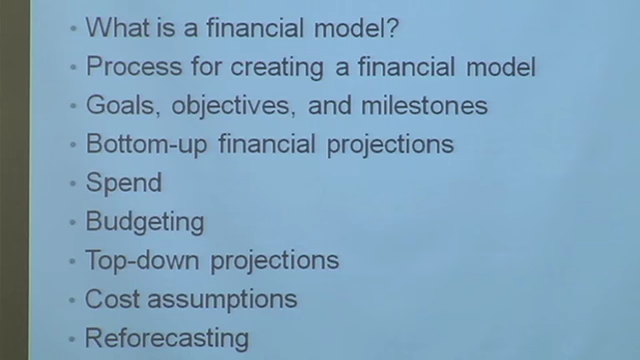 • What is a financial model?
• Process for creating a financial model
• Goals, objectives, and milestones
• Bottom-up financial projections
• Spend
• Budgeting
• Top-down projections
• Cost assumptions
• Reforecasting